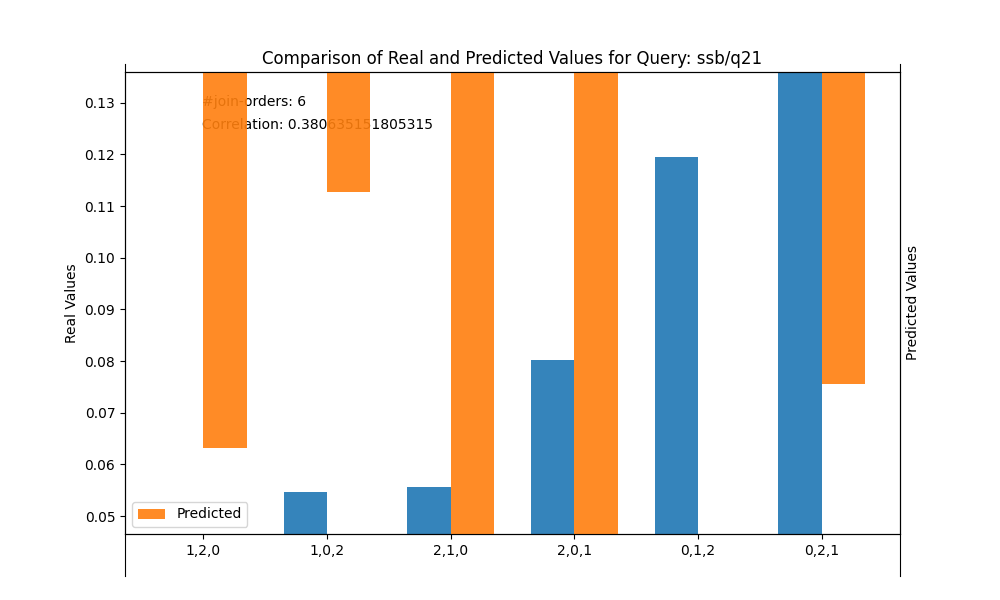 Comparison of Real and Predicted Values for Query: ssb/q21
#join-orders: 6
Correlation: 0.380635151805315
0.13
0.12
0.11
0.10
0.09
0.08
0.07
0.06
0.05
Real Values
Predicted Values
Predicted
1,2,0
1,0,2
2,1,0
2,0,1
0,1,2
0,2,1